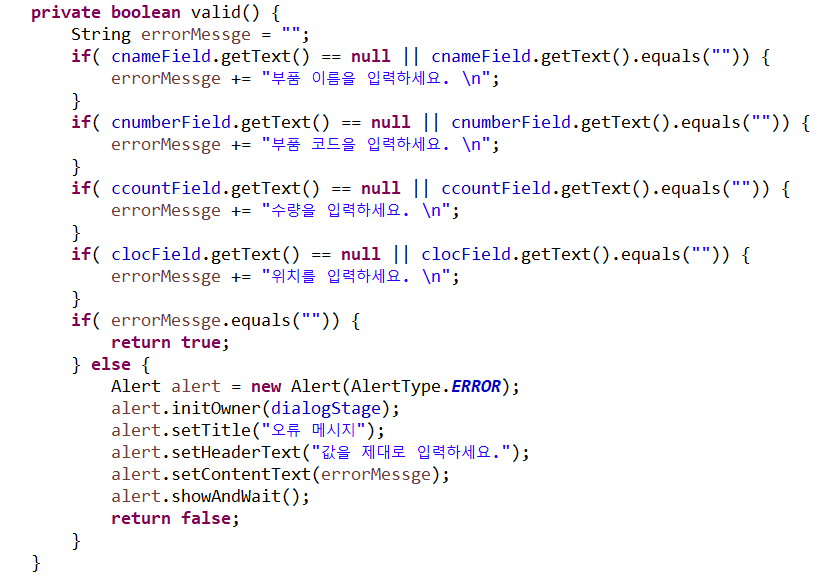 private boolean valid() {
String errorMessge = "";
if( cnameField.getText() == null || cnameField.getText().equals("")) {
errorMessge += "부품 이름을 입력하세요. \n";
}
if( cnumberField.getText() == null || cnumberField.getText().equals("")) {
errorMessge += "부품 코드을 입력하세요. \n";
}
if( ccountField.getText() == null || ccountField.getText().equals("")) {
errorMessge += "수량을 입력하세요. \n";
}
if( clocField.getText() == null || clocField.getText().equals("")) {
errorMessge += "위치를 입력하세요. \n";
}
if( errorMessge.equals("")) {
return true;
} else {
Alert alert = new Alert(AlertType.ERROR);
alert.initOwner(dialogStage);
alert.setTitle("오류 메시지");
alert.setHeaderText("값을 제대로 입력하세요.");
alert.setContentText(errorMessge);
alert.showAndWait();
return false;
}
}